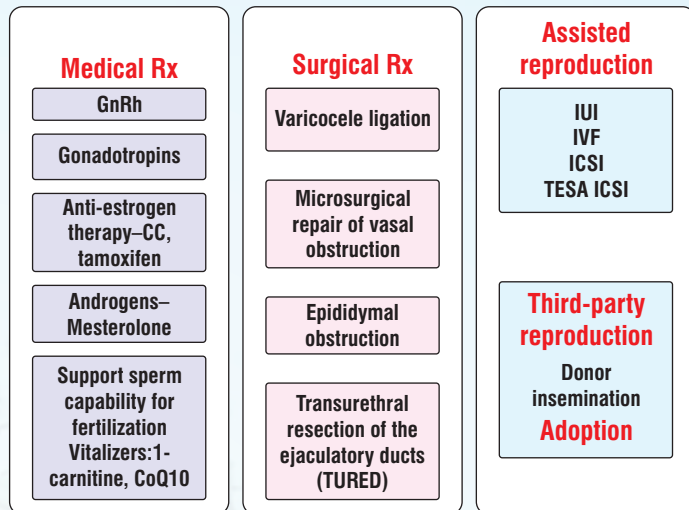 Medical Rx
GnRh
Gonadotropins
Anti-estrogen
therapy–CC,
tamoxifen
Androgens–
Mesterolone
Support sperm
capability for
fertilization
Vitalizers:1-
carnitine, CoQ10
Surgical Rx
Varicocele ligation
Microsurgical
repair of vasal
obstruction
Epididymal
obstruction
Transurethral
resection of the
ejaculatory ducts
(TURED)
Assisted
reproduction
IUI
IVF
ICSI
TESA ICSI
Third-party
reproduction
Donor
insemination
Adoption